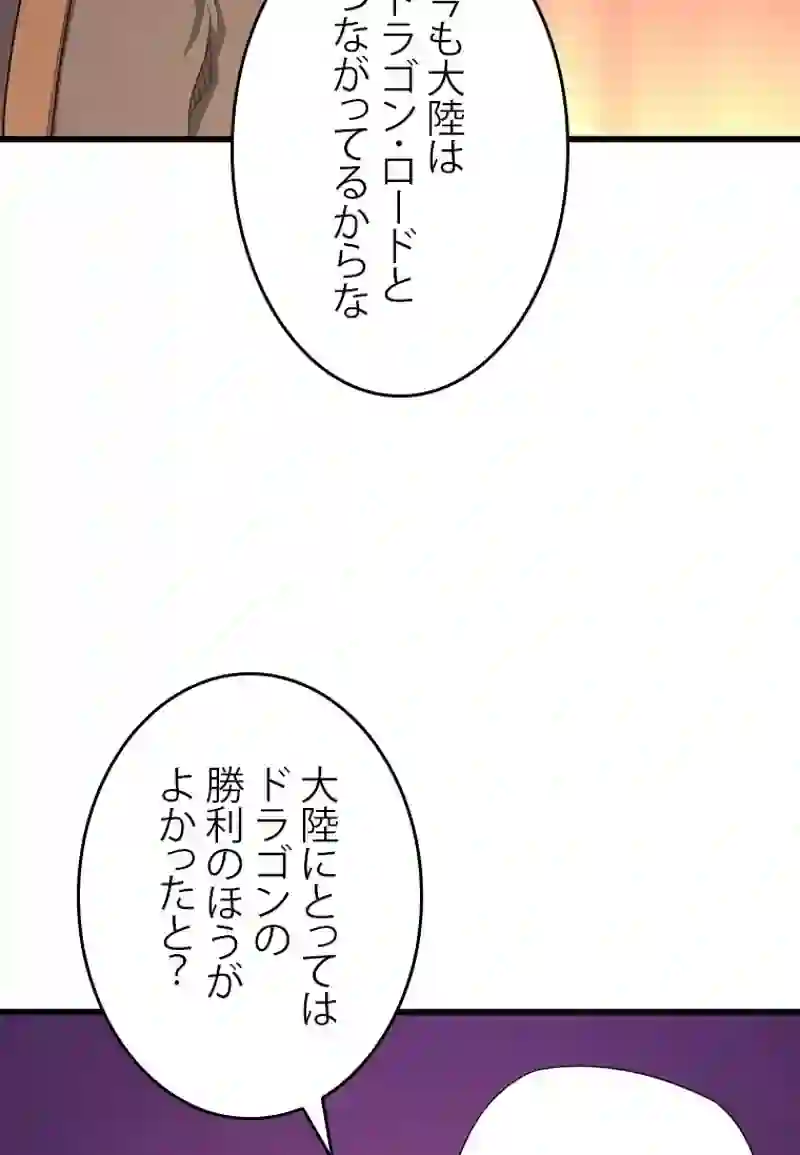 今も大陸は
ドラゴン・ロードと
つながってるからな
大陸にとっては
ドラゴンの
勝利のほうが
よかったと?